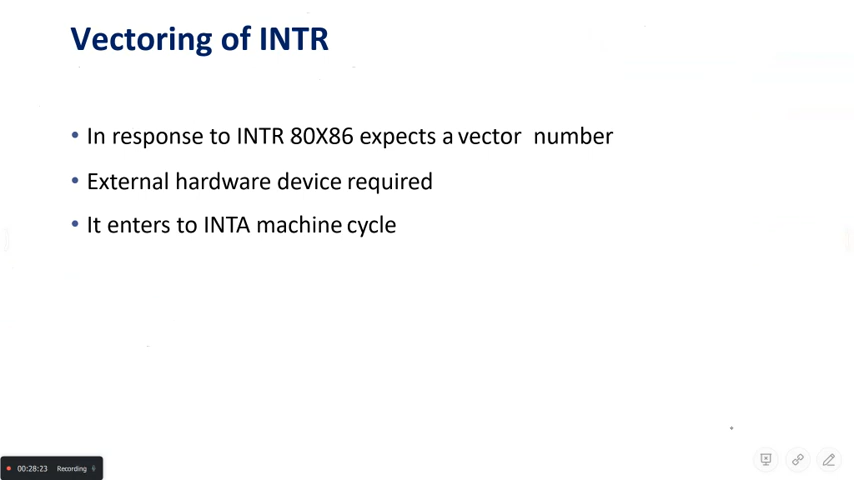 Vectoring of INTR
• In response to INTR 80X86 expects a vector number
• External hardware device required
• It enters to INTA machine cycle
00:28:23 Recording